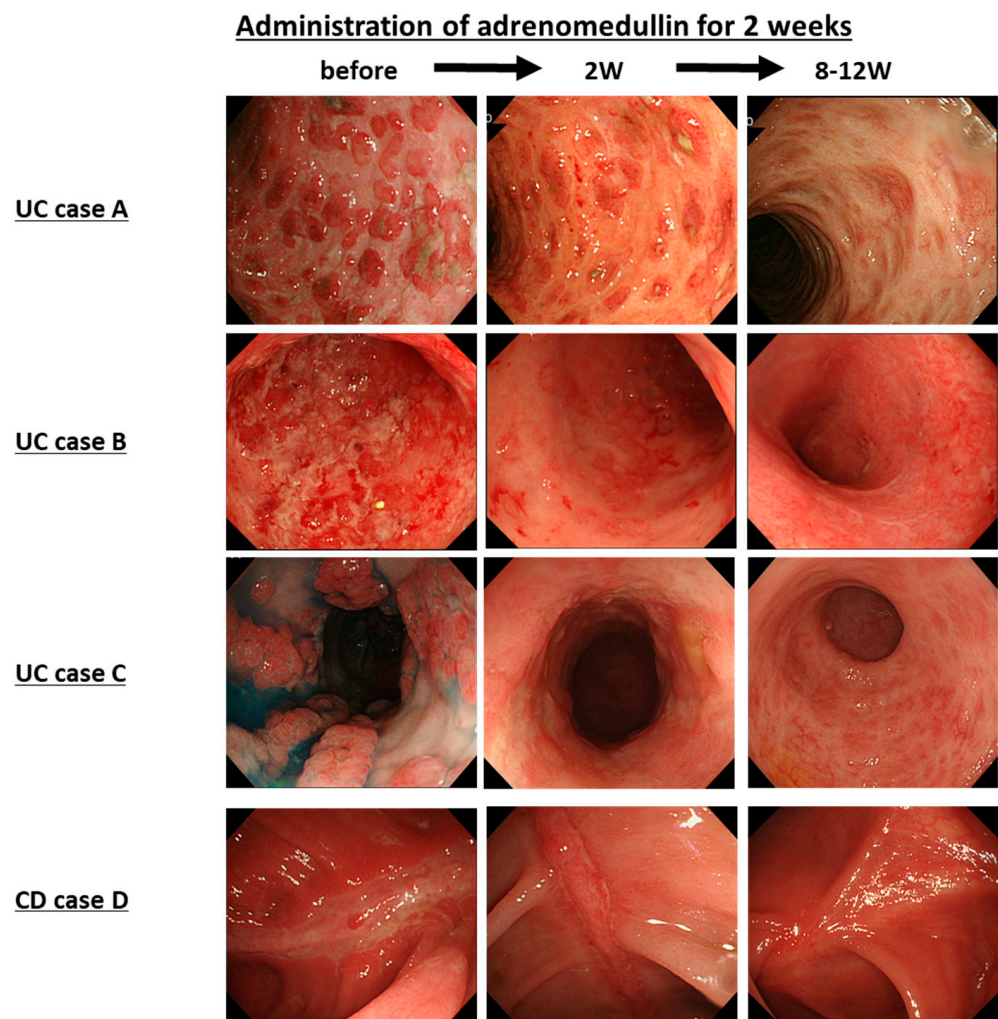 Administration of adrenomedullin for 2 weeks
before 2W 8-12W
UC case A
UC case B
UC case C
CD case D